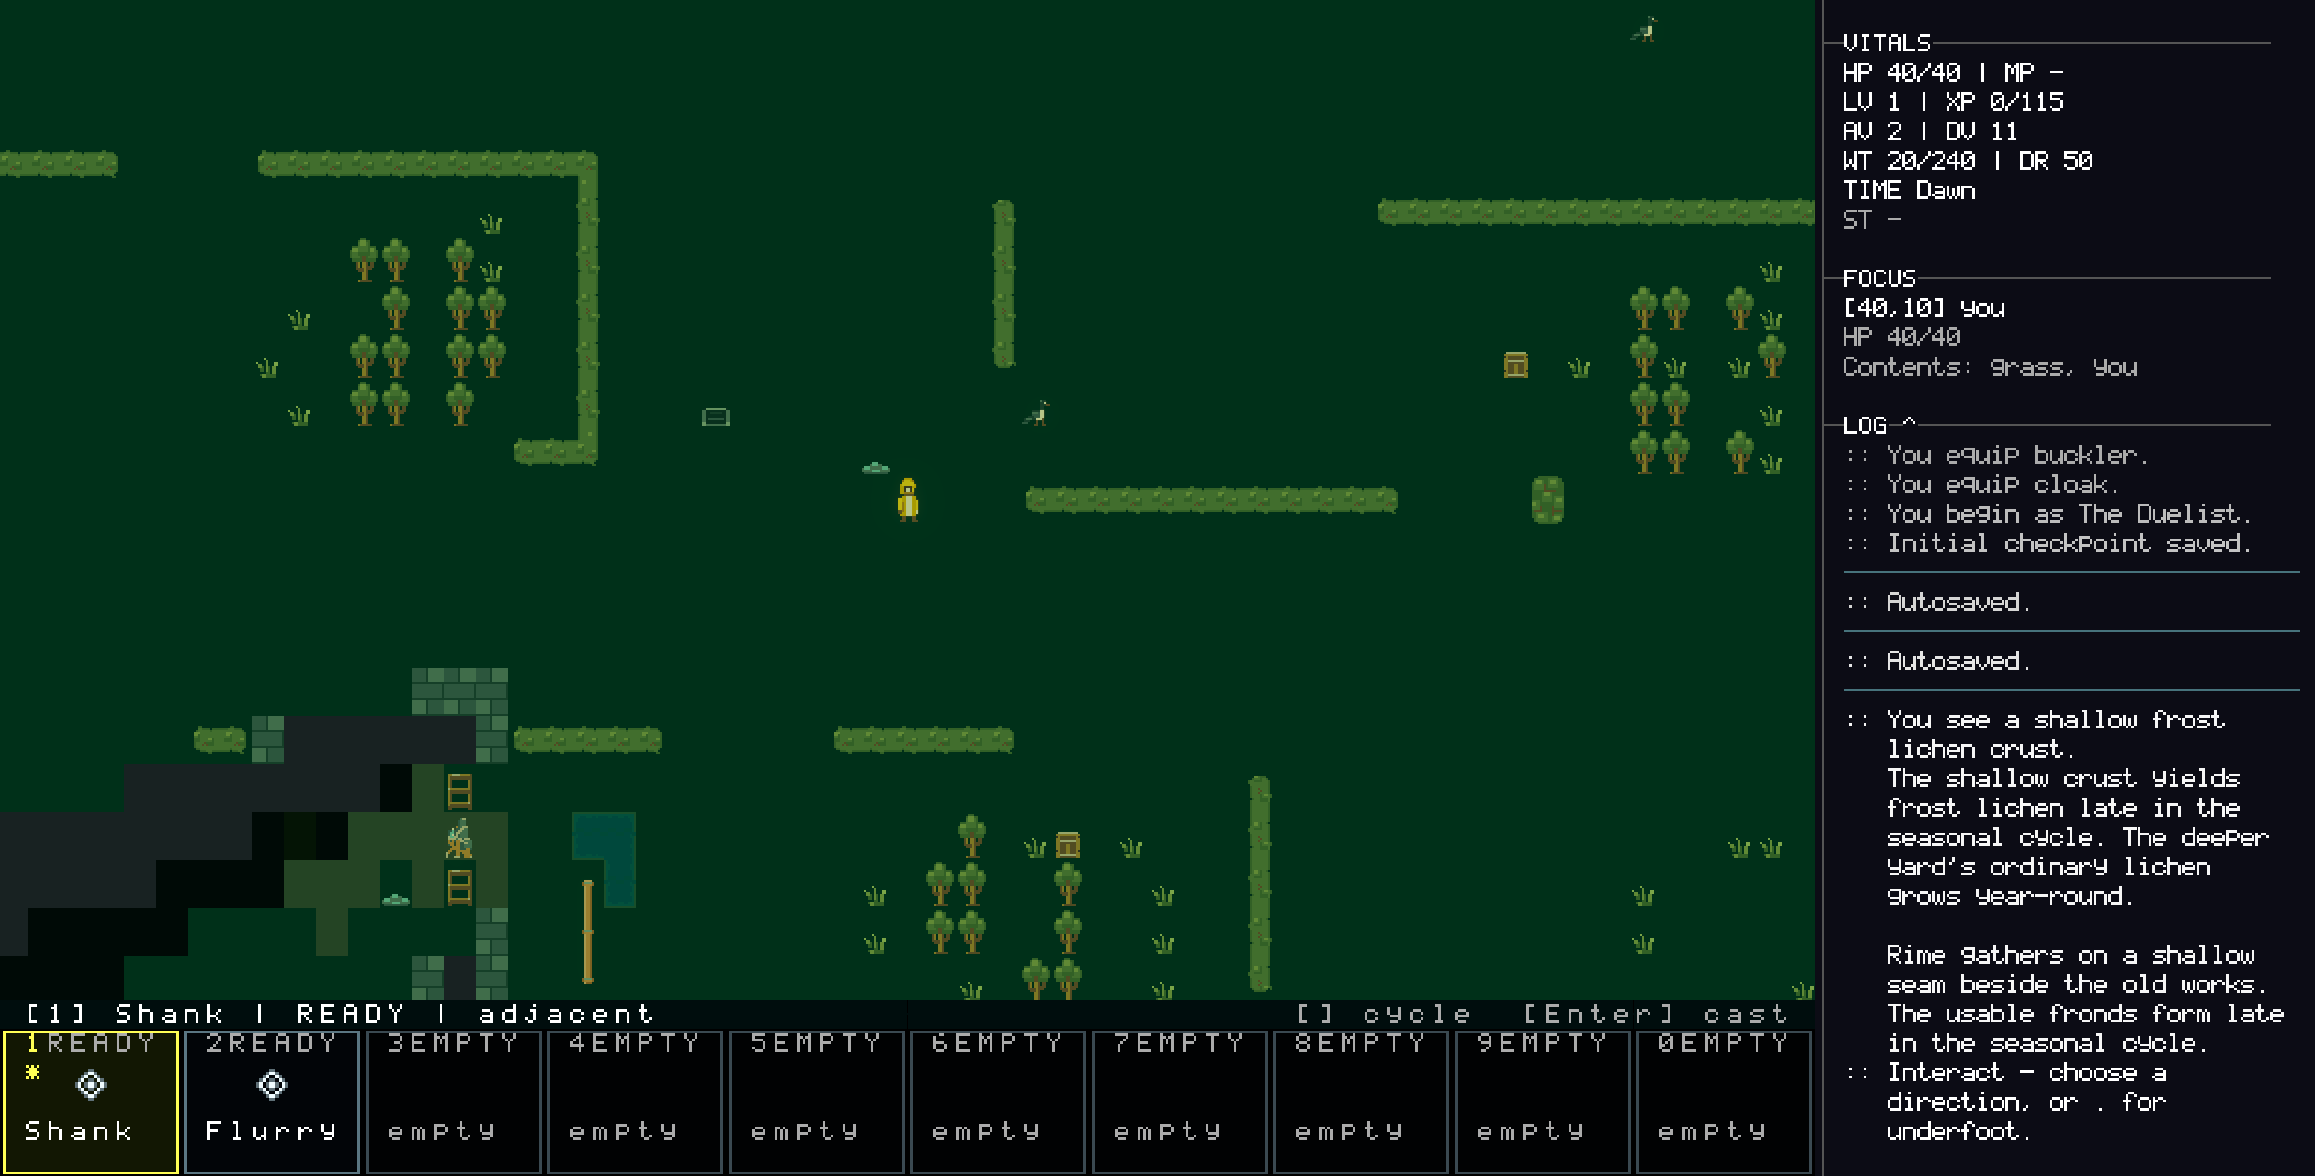 VITALS
HP 40/40 | MP -
LV 1 | XP 0/115
AV 2 | DV 11
WT 20/240 | DR 50
TIME Dawn
ST -
FOCUS
[40,10] You
HP 40/40
Contents: grass, you
LOG ^
:: You equip buckler.
:: You equip cloak.
:: You begin as The Duelist.
:: Initial checkpoint saved.
:: Autosaved.
:: Autosaved.
:: You see a shallow frost
lichen crust.
The shallow crust yields
frost lichen late in the
seasonal cycle. The deeper
yard's ordinary lichen
grows year-round.
Rime gathers on a shallow
seam beside the old works.
The usable fronds form late
in the seasonal cycle.
:: Interact - choose a
direction, or . for
underfoot.
[1] Shank | READY | adjacent
[] cycle [Enter] cast
1READY 2READY 3EMPTY 4EMPTY 5EMPTY 6EMPTY 7EMPTY 8EMPTY 9EMPTY 0EMPTY
*
Shank Flurry empty empty empty empty empty empty empty empty